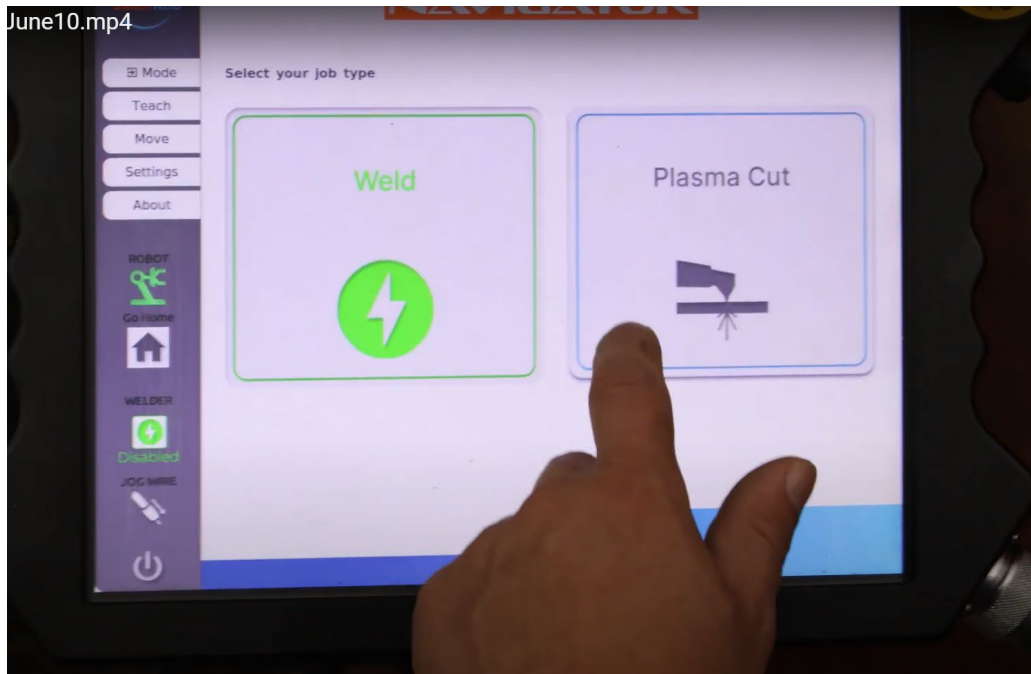 June10.mp4
NAVIGATOR
Mode
Select your job type
Teach
Move
Settings
About
Weld
Plasma Cut
ROBOT
Go Home
WELDER
Disabled
JOG WIRE